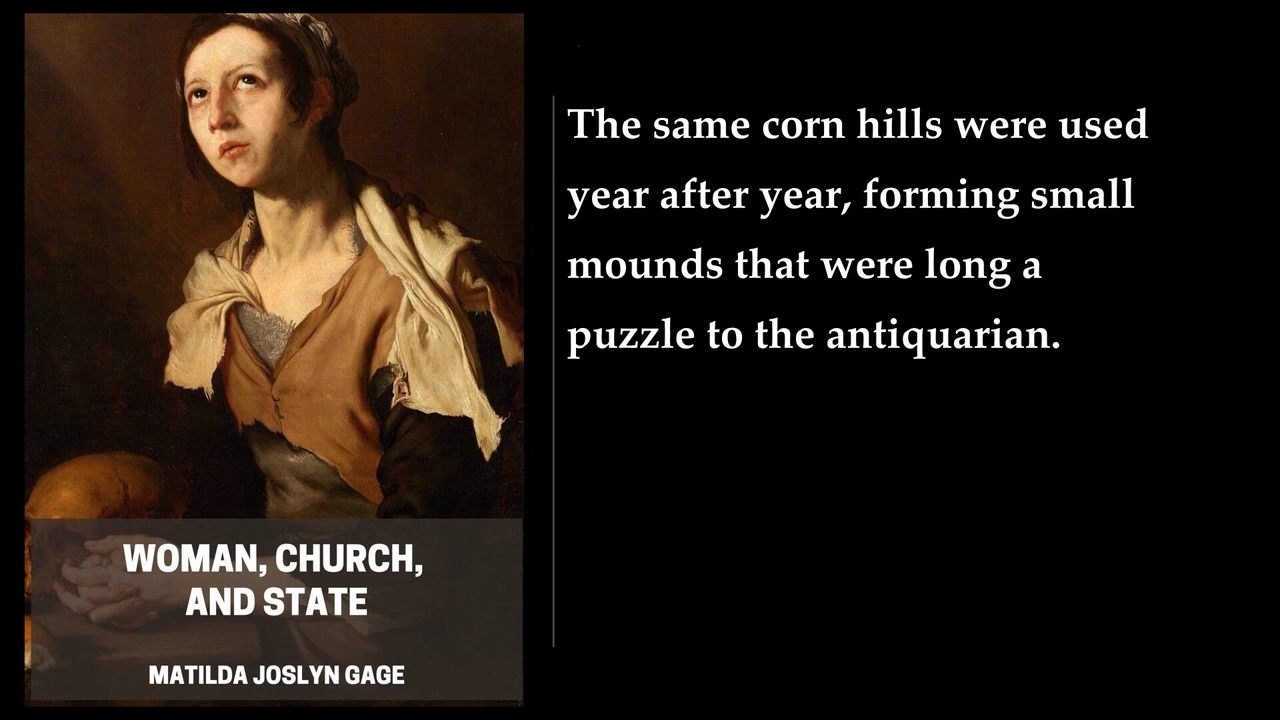 The same corn hills were used
year after year, forming small
mounds that were long a
puzzle to the antiquarian.
WOMAN, CHURCH,
AND STATE
MATILDA JOSLYN GAGE